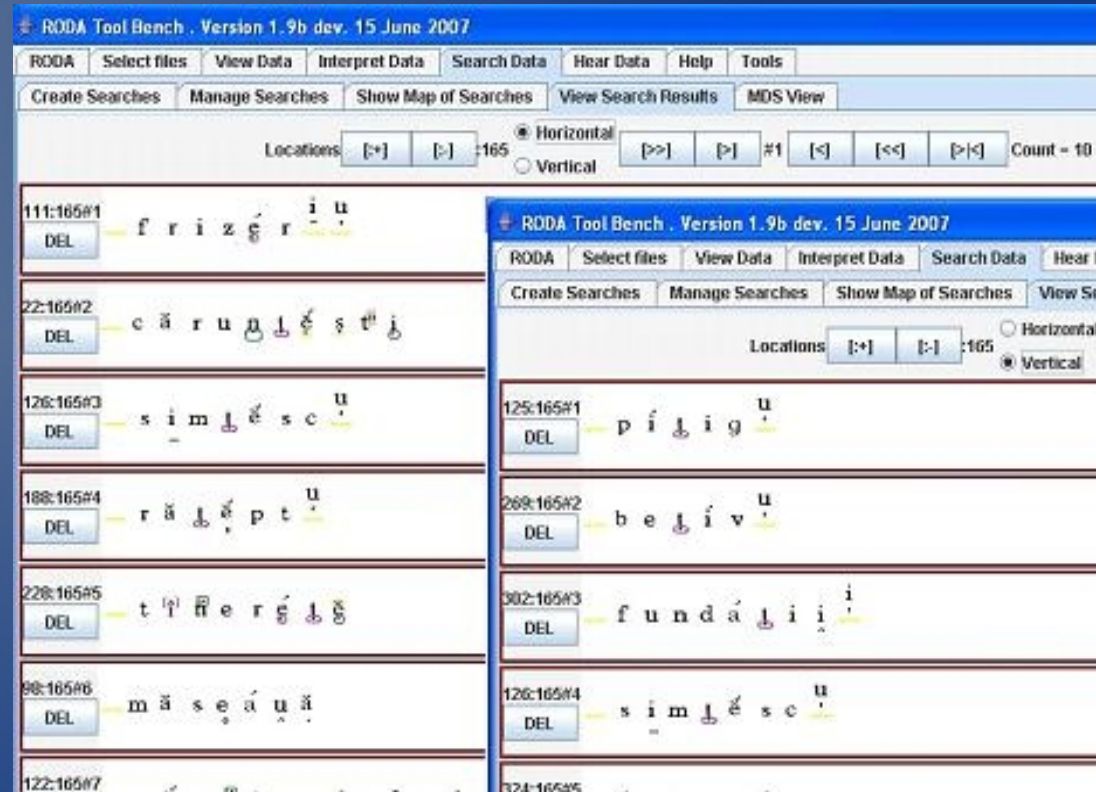 RODA Tool Bench . Version 1.9b dev. 15 June 2007
RODA Select files View Data Interpret Data Search Data Hear Data Help Tools
Create Searches Manage Searches Show Map of Searches View Search Results MDS View
Locations [:+] [:-] :165 Horizontal Vertical [>>] [>] #1 [<] [<<] [>|<] Count = 10
111:165#1
DEL
22:165#2
DEL
126:165#3
DEL
188:165#4
DEL
228:165#5
DEL
98:165#6
DEL
122:165#7
RODA Tool Bench . Version 1.9b dev. 15 June 2007
RODA Select files View Data Interpret Data Search Data Hear
Create Searches Manage Searches Show Map of Searches View Se
Locations [:+] [:-] :165 Horizontal Vertical
125:165#1
DEL
269:165#2
DEL
302:165#3
DEL
126:165#4
DEL
324:165#5